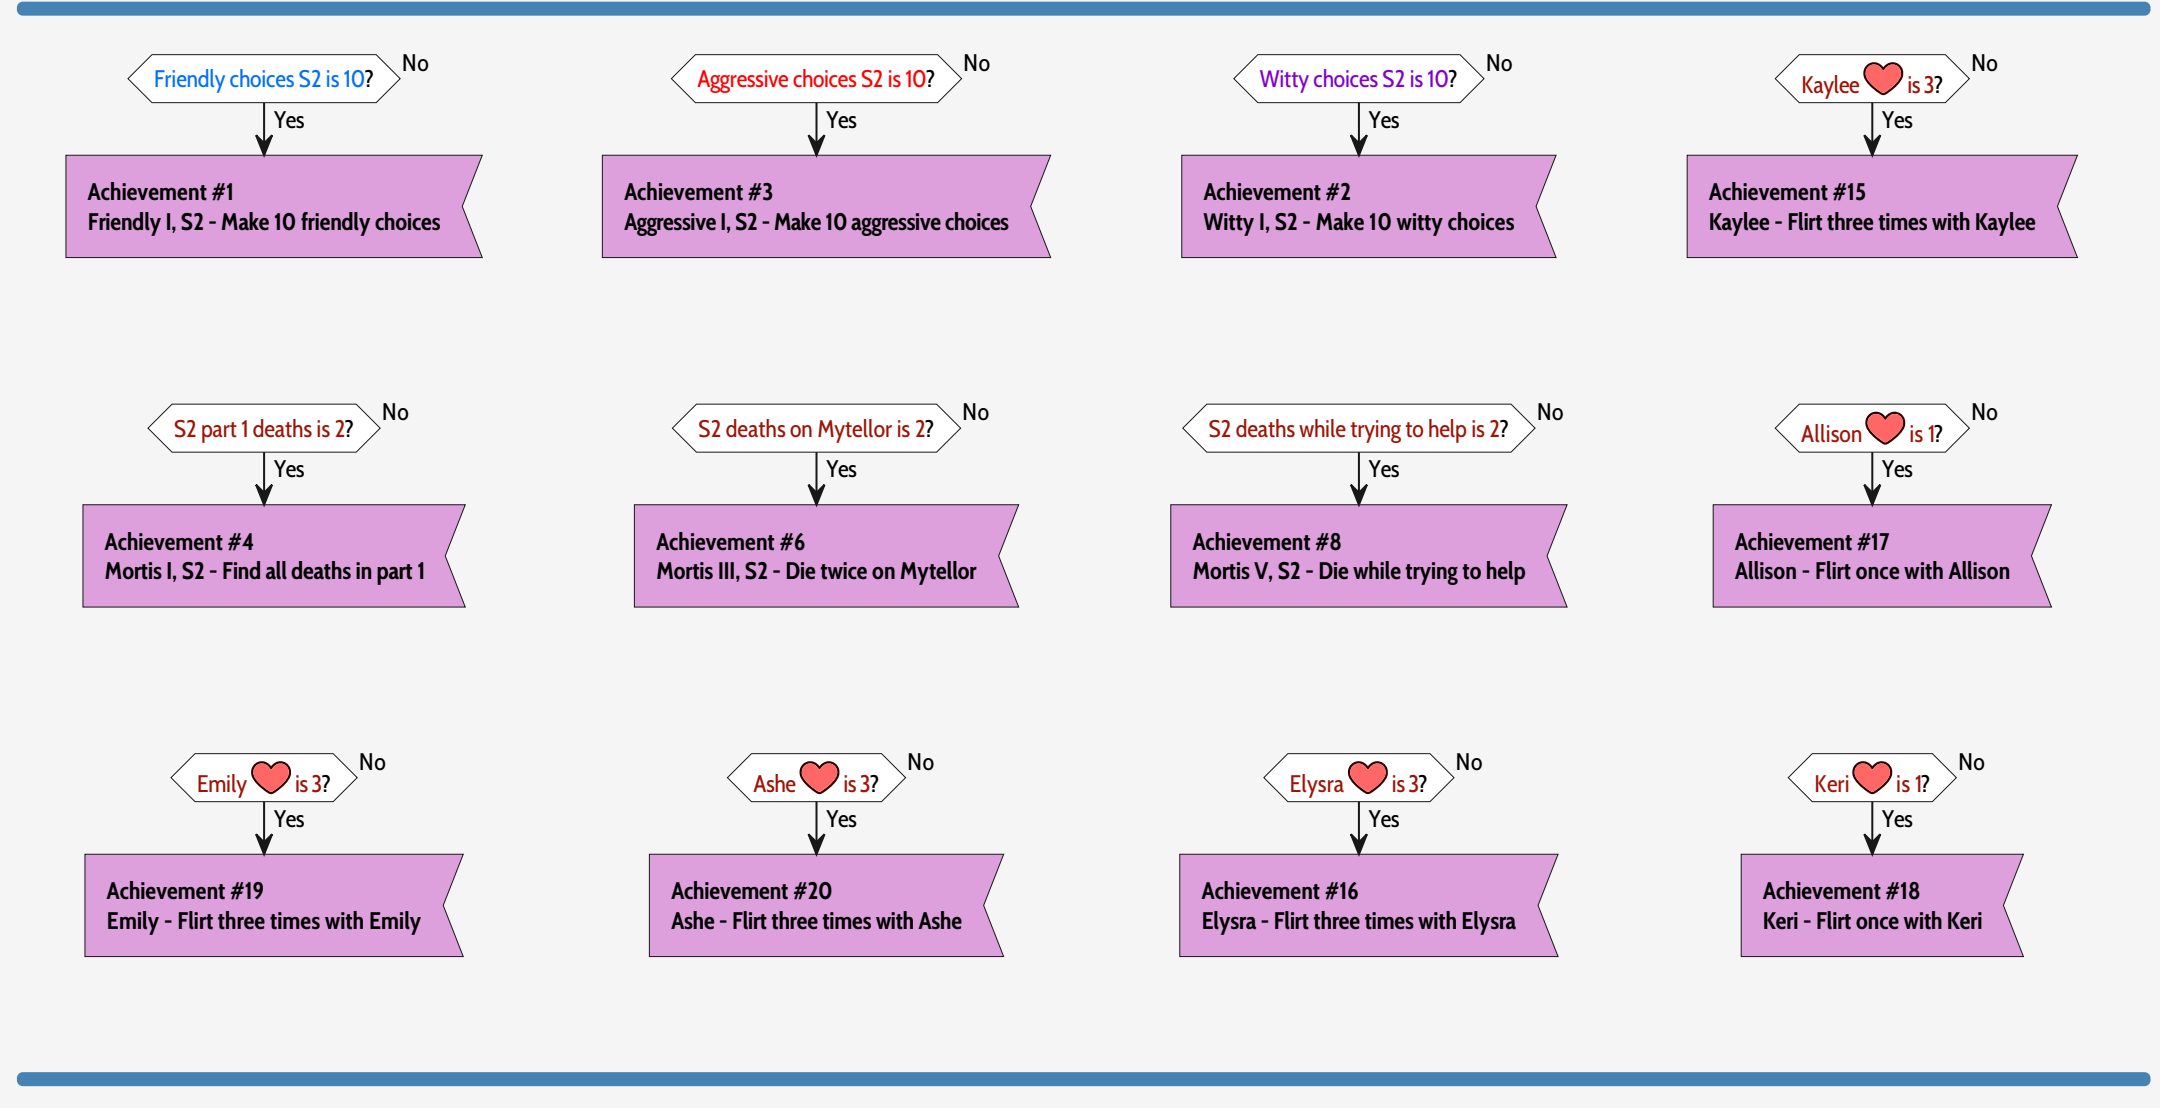 Friendly choices S2 is 10?
No
Yes
Achievement #1
Friendly I, S2 - Make 10 friendly choices
Aggressive choices S2 is 10?
No
Yes
Achievement #3
Aggressive I, S2 - Make 10 aggressive choices
Witty choices S2 is 10?
No
Yes
Achievement #2
Witty I, S2 - Make 10 witty choices
Kaylee is 3?
No
Yes
Achievement #15
Kaylee - Flirt three times with Kaylee
S2 part 1 deaths is 2?
No
Yes
Achievement #4
Mortis I, S2 - Find all deaths in part 1
S2 deaths on Mytellor is 2?
No
Yes
Achievement #6
Mortis III, S2 - Die twice on Mytellor
S2 deaths while trying to help is 2?
No
Yes
Achievement #8
Mortis V, S2 - Die while trying to help
Allison is 1?
No
Yes
Achievement #17
Allison - Flirt once with Allison
Emily is 3?
No
Yes
Achievement #19
Emily - Flirt three times with Emily
Ashe is 3?
No
Yes
Achievement #20
Ashe - Flirt three times with Ashe
Elysra is 3?
No
Yes
Achievement #16
Elysra - Flirt three times with Elysra
Keri is 1?
No
Yes
Achievement #18
Keri - Flirt once with Keri